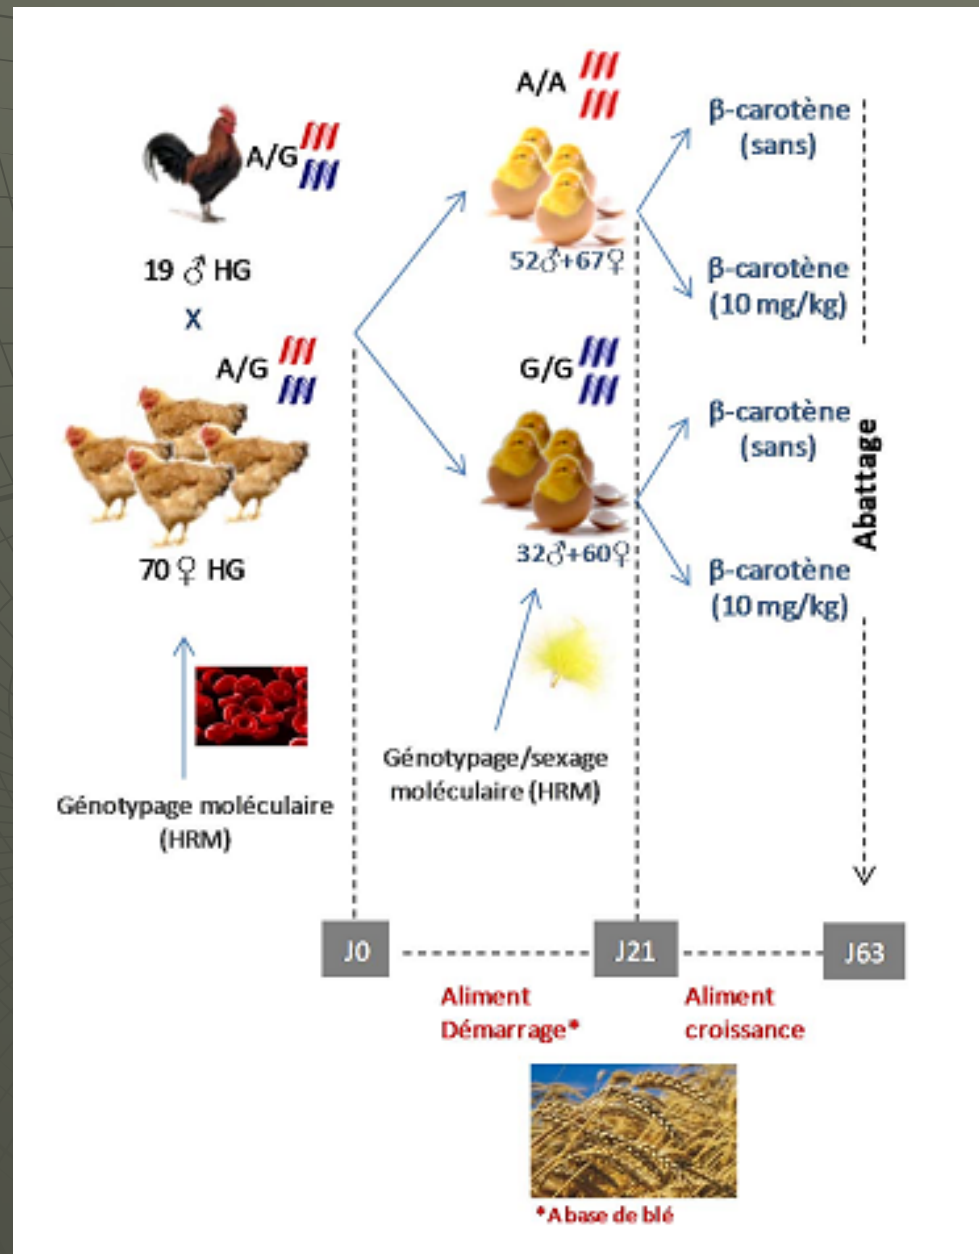 A/G
19 ♂ HG
X
A/G
70 ♀ HG
Génotypage moléculaire
(HRM)
A/A
52♂+67♀
G/G
32♂+60♀
Génotypage/sexage
moléculaire (HRM)
β-carotène
(sans)
β-carotène
(10 mg/kg)
β-carotène
(sans)
β-carotène
(10 mg/kg)
Abattage
J0
J21
J63
Aliment
Démarrage*
Aliment
croissance
*A base de blé